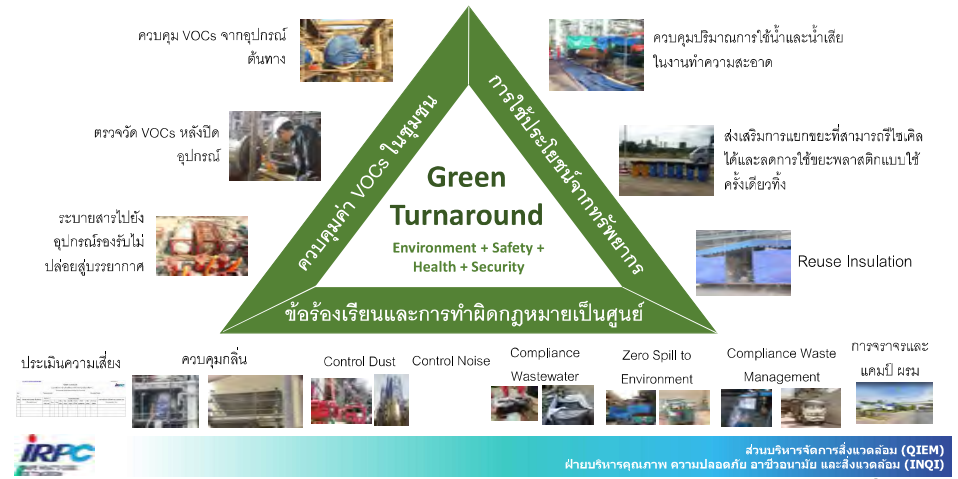 ควบคุม VOCs จากอุปกรณ์
ต้นทาง
ตรวจวัด VOCs หลังปิด
อุปกรณ์
ระบายสารไปยัง
อุปกรณ์รองรับไม่
ปล่อยสู่บรรยากาศ
ควบคุมค่า VOCs ในชุมชน
Green
Turnaround
Environment + Safety +
Health + Security
การใช้ประโยชน์จากทรัพยากร
ข้อร้องเรียนและการทำผิดกฎหมายเป็นศูนย์
ควบคุมปริมาณการใช้น้ำและน้ำเสีย
ในงานทำความสะอาด
ส่งเสริมการแยกขยะที่สามารถรีไซเคิล
ได้และลดการใช้ขยะพลาสติกแบบใช้
ครั้งเดียวทิ้ง
Reuse Insulation
ประเมินความเสี่ยง
ควบคุมกลิ่น
Control Dust
Control Noise
Compliance
Wastewater
Zero Spill to
Environment
Compliance Waste
Management
การจราจรและ
แคมป์ ผรม
IRPC
ส่วนบริหารจัดการสิ่งแวดล้อม (QIEM)
ฝ่ายบริหารคุณภาพ ความปลอดภัย อาชีวอนามัย และสิ่งแวดล้อม (INQI)